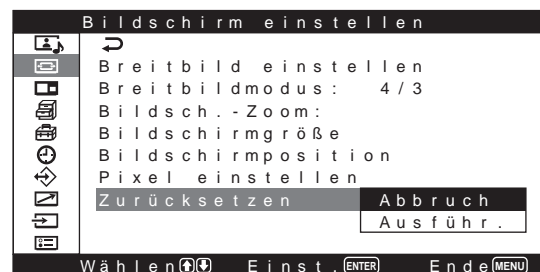 Bildschirm einstellen
Breitbild einstellen
Breitbildmodus: 4/3
Bildsch.-Zoom:
Bildschirmgröße
Bildschirmposition
Pixel einstellen
Zurücksetzen Abbruch
Ausführ.
Wählen Einst. ENTER Ende MENU